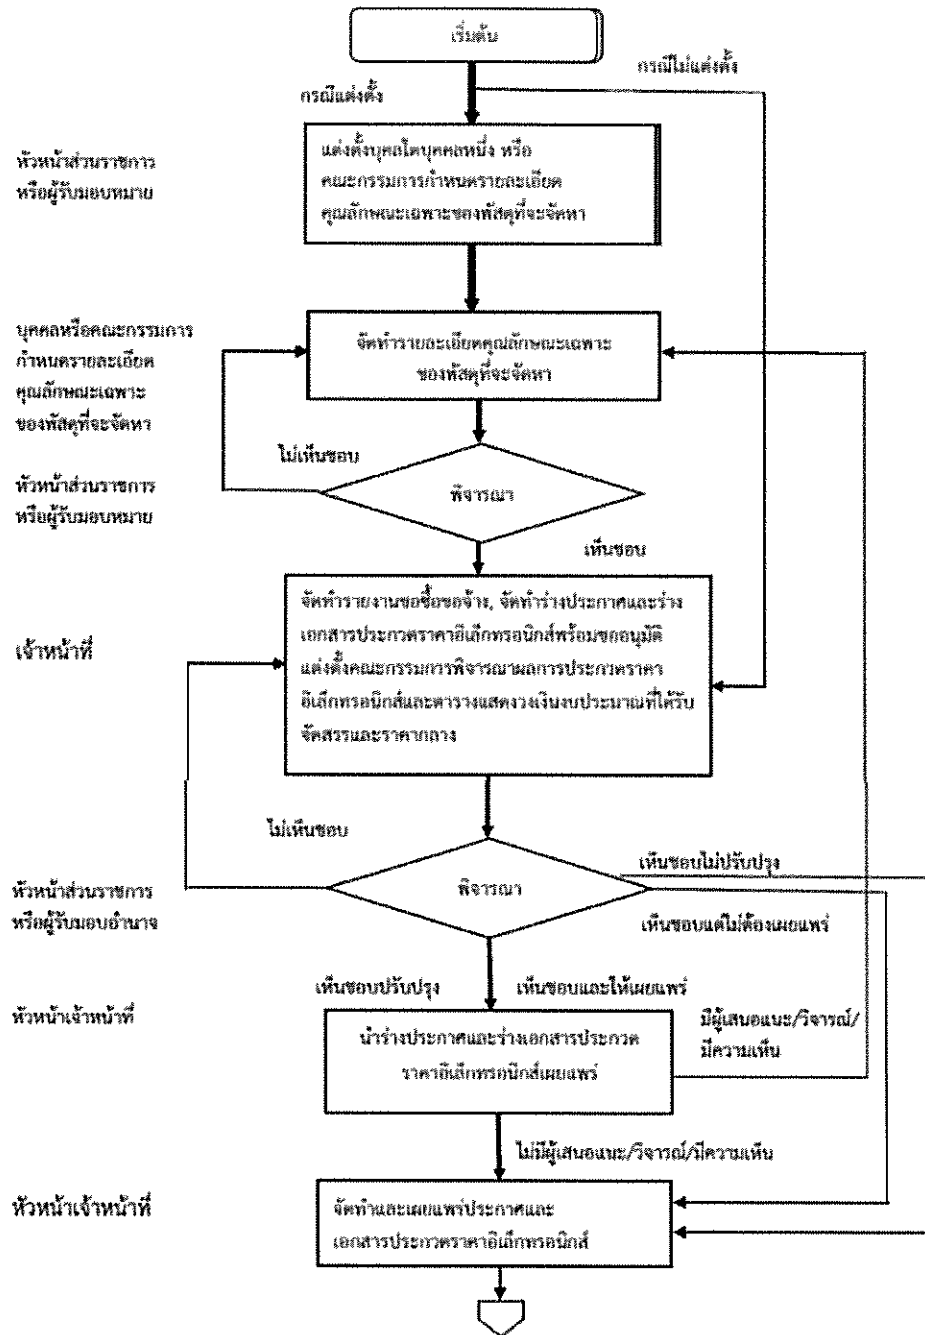 เริ่มต้น
กรณีไม่แต่งตั้ง
กรณีแต่งตั้ง
หัวหน้าส่วนราชการ
หรือผู้รับมอบหมาย
แต่งตั้งบุคลใดบุคคลหนึ่ง หรือ
คณะกรรมการกำหนดรายละเอียด
คุณลักษณะเฉพาะของพัสดุที่จะจัดหา
บุคคลหรือคณะกรรมการ
กำหนดรายละเอียด
คุณลักษณะเฉพาะ
ของพัสดุที่จะจัดหา
จัดทำรายละเอียดคุณลักษณะเฉพาะ
ของพัสดุที่จะจัดหา
ไม่เห็นชอบ
หัวหน้าส่วนราชการ
หรือผู้รับมอบหมาย
พิจารณา
เห็นชอบ
เจ้าหน้าที่
จัดทำรายงานขอซื้อขอจ้าง, จัดทำร่างประกาศและร่าง
เอกสารประกวดราคาอิเล็กทรอนิกส์พร้อมขออนุมัติ
แต่งตั้งคณะกรรมการพิจารณาผลการประกวดราคา
อิเล็กทรอนิกส์และตารางแสดงวงเงินงบประมาณที่ได้รับ
จัดสรรและราคากลาง
ไม่เห็นชอบ
เห็นชอบไม่ปรับปรุง
หัวหน้าส่วนราชการ
หรือผู้รับมอบอำนาจ
พิจารณา
เห็นชอบแต่ไม่ต้องเผยแพร่
เห็นชอบปรับปรุง
เห็นชอบและให้เผยแพร่
หัวหน้าเจ้าหน้าที่
นำร่างประกาศและร่างเอกสารประกวด
ราคาอิเล็กทรอนิกส์เผยแพร่
มีผู้เสนอแนะ/วิจารณ์/
มีความเห็น
ไม่มีผู้เสนอแนะ/วิจารณ์/มีความเห็น
หัวหน้าเจ้าหน้าที่
จัดทำและเผยแพร่ประกาศและ
เอกสารประกวดราคาอิเล็กทรอนิกส์